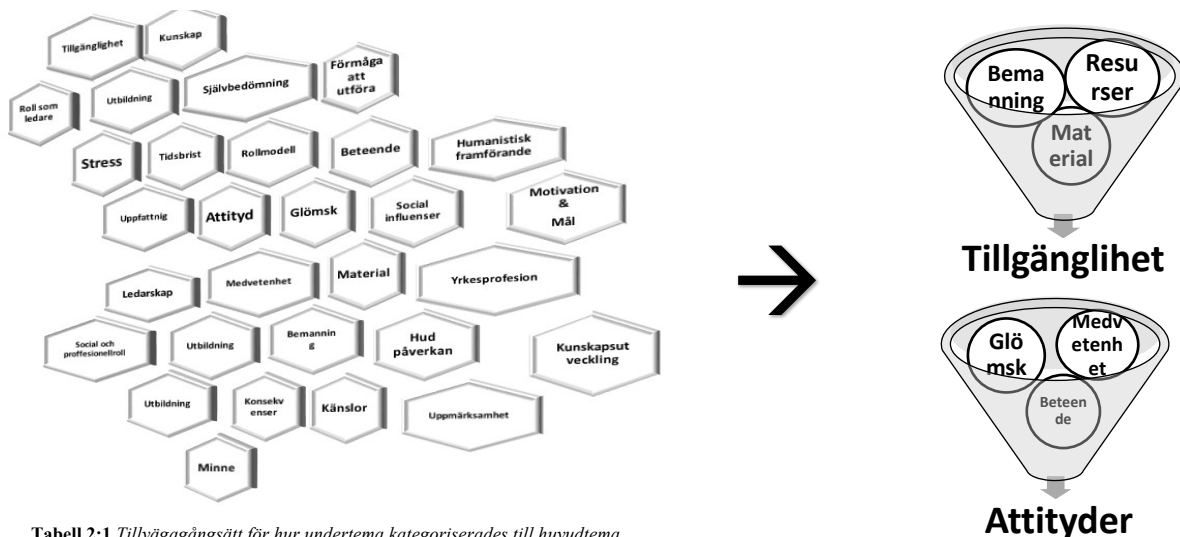 Tillgänglighet
Kunskap
Roll som
ledare
Utbildning
Självbedömning
Förmåga
att
utföra
Stress
Tidsbrist
Rollmodell
Beteende
Humanistisk
framförande
Uppfattnig
Attityd
Glömsk
Social
influenser
Motivation
&
Mål
Ledarskap
Medvetenhet
Material
Yrkesprofesion
Social och
proffesionellroll
Utbildning
Bemannin
g
Hud
påverkan
Kunskapsut
veckling
Utbildning
Konsekv
enser
Känslor
Uppmärksamhet
Minne
Bema
nning
Resu
rser
Mat
erial
Tillgänglihet
Glö
msk
Medv
etenh
et
Beteen
de
Attityder
Tabell 2:1 Tillvägagångsätt för hur undertema kategoriserades till huvudtema